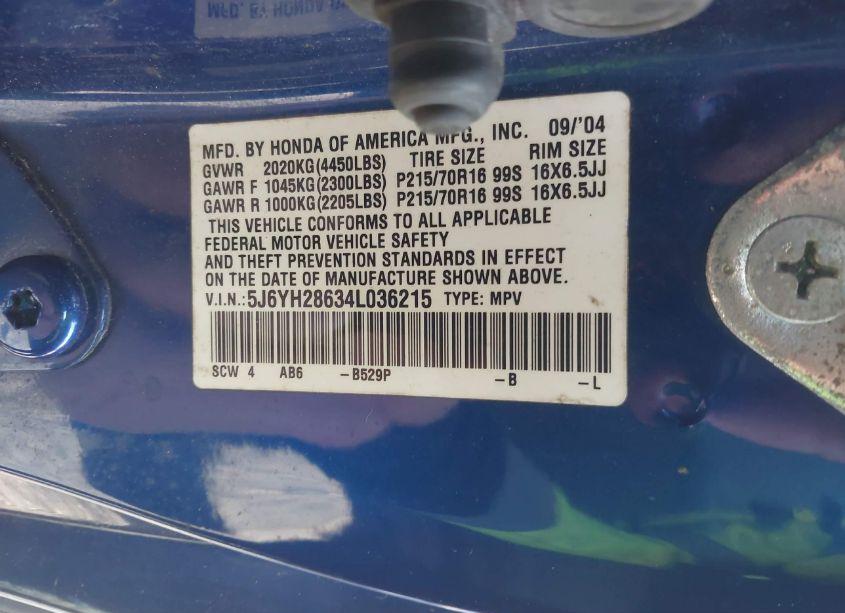 MFD. BY HONDA OF AMERICA MFG., INC. 09/'04
GVWR 2020KG(4450LBS) TIRE SIZE RIM SIZE
GAWR F 1045KG(2300LBS) P215/70R16 99S 16X6.5JJ
GAWR R 1000KG(2205LBS) P215/70R16 99S 16X6.5JJ
THIS VEHICLE CONFORMS TO ALL APPLICABLE
FEDERAL MOTOR VEHICLE SAFETY
AND THEFT PREVENTION STANDARDS IN EFFECT
ON THE DATE OF MANUFACTURE SHOWN ABOVE.
V.I.N.: 5J6YH28634L036215 TYPE: MPV
SCW 4 AB6 -B529P -B -L